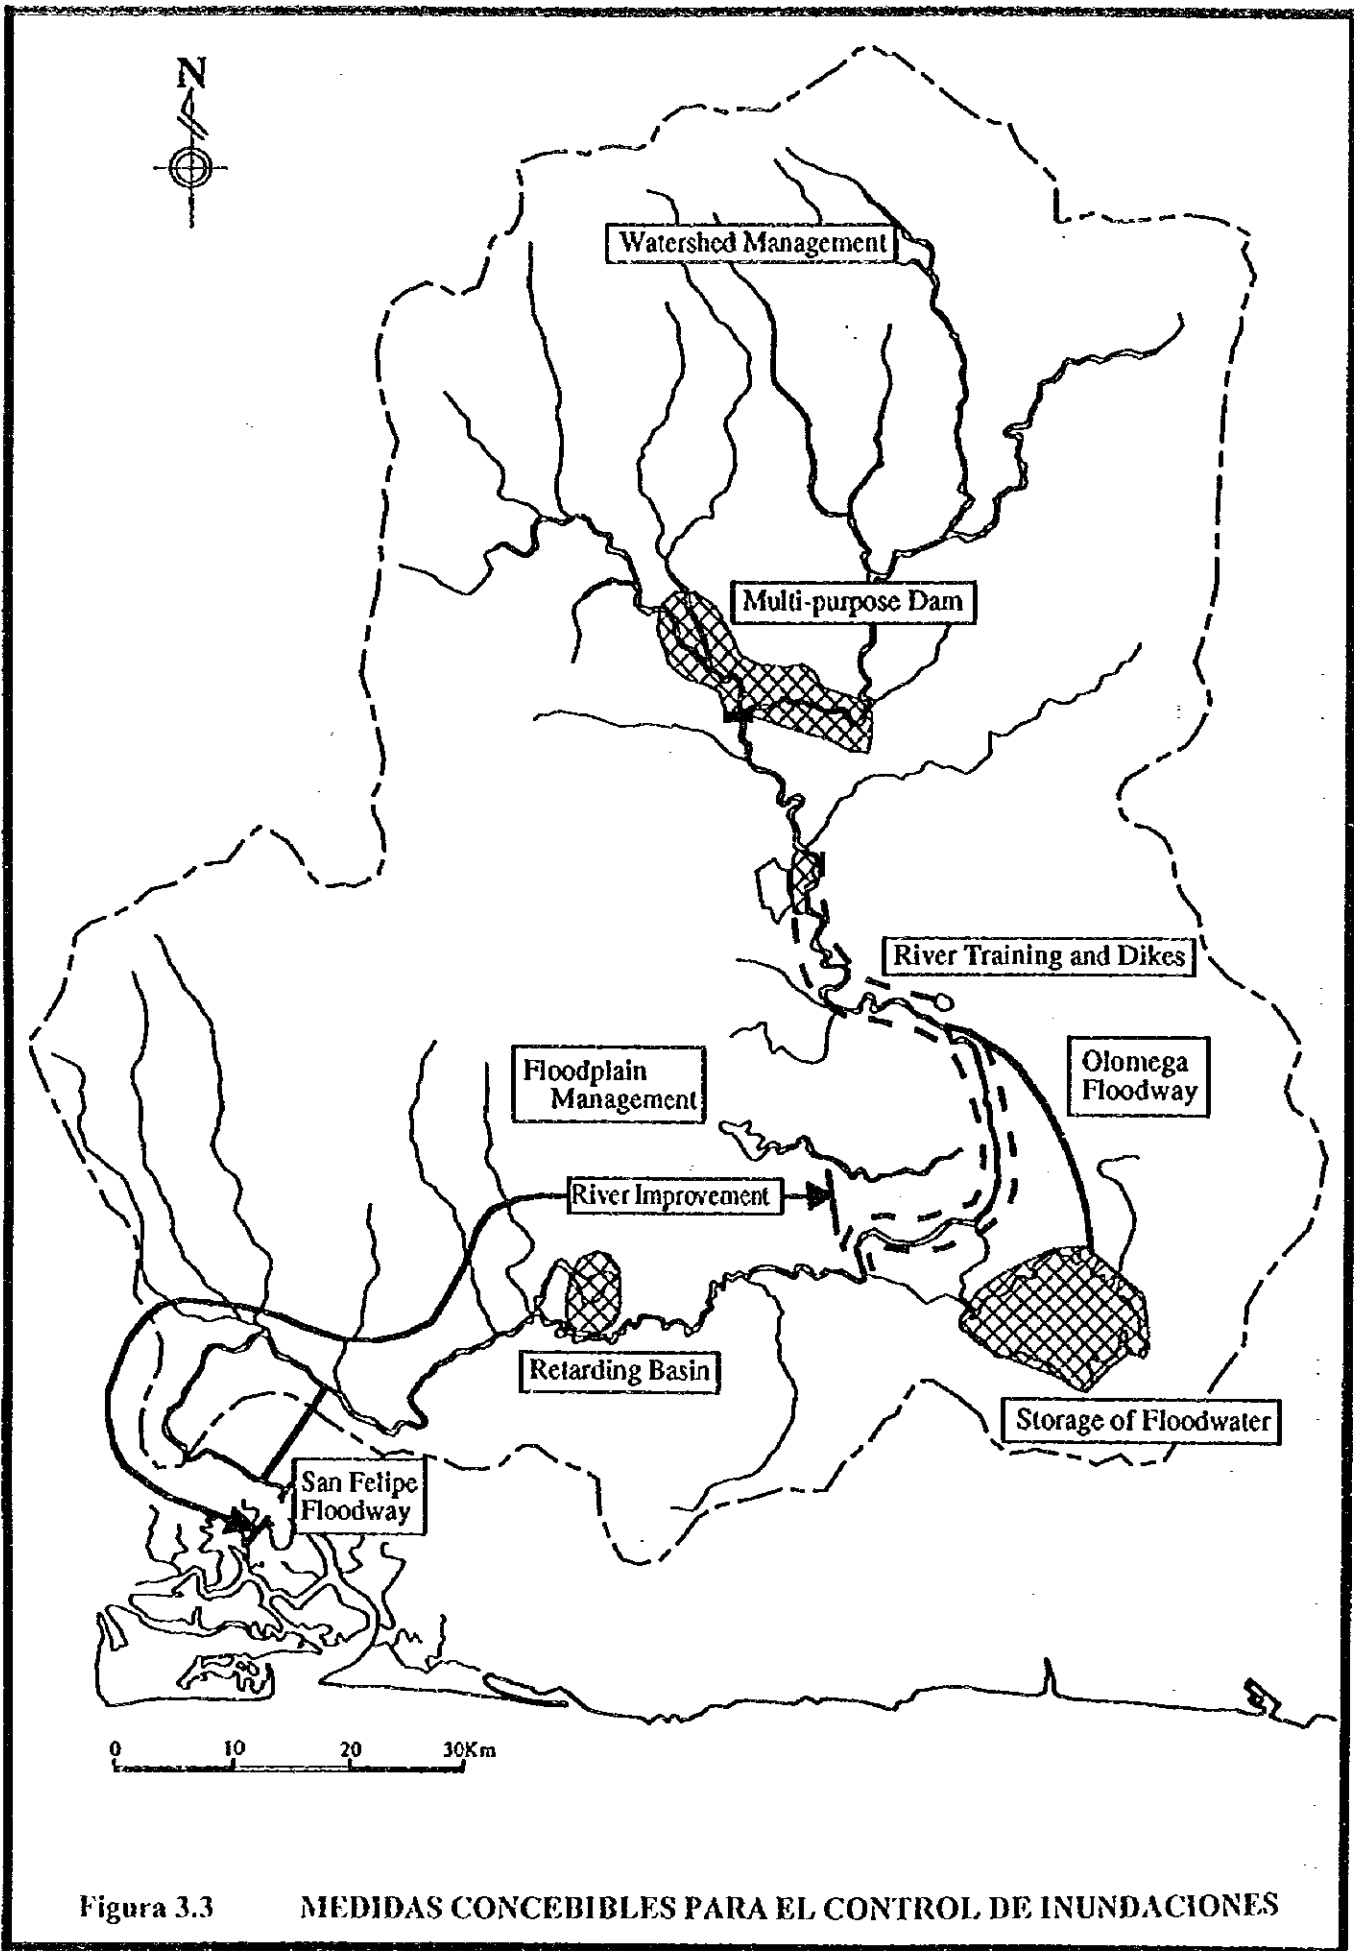 N
Watershed Management
Multi-purpose Dam
River Training and Dikes
Floodplain
Management
Olomega
Floodway
River Improvement
Retarding Basin
Storage of Floodwater
San Felipe
Floodway
0 10 20 30Km
Figura 3.3 MEDIDAS CONCEBIBLES PARA EL CONTROL DE INUNDACIONES